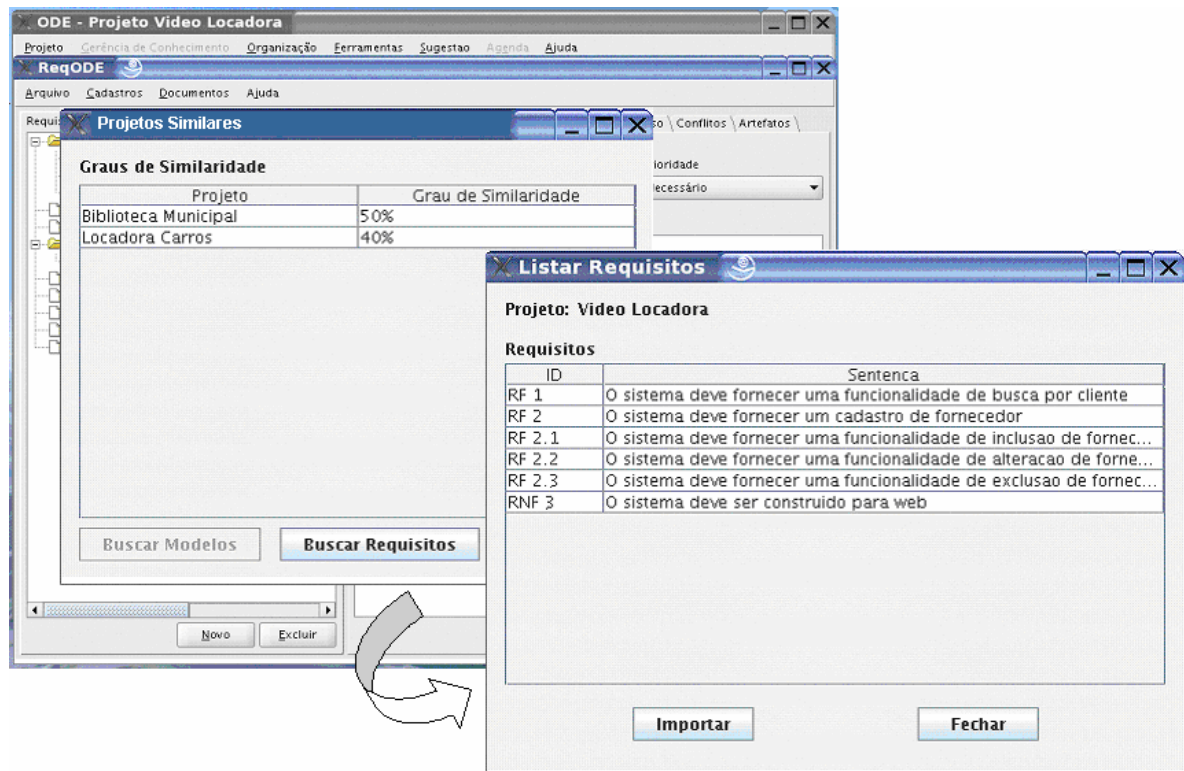 ODE - Projeto Video Locadora
Projeto Gerência de Conhecimento Organização Ferramentas Sugestao Agenda Ajuda
ReqODE
Arquivo Cadastros Documentos Ajuda
Projetos Similares
Conflitos Artefatos
Graus de Similaridade
Projeto Grau de Similaridade
Biblioteca Municipal 50%
Locadora Carros 40%
Buscar Modelos Buscar Requisitos
Novo Excluir
Listar Requisitos
Projeto: Video Locadora
Requisitos
ID Sentenca
RF 1 O sistema deve fornecer uma funcionalidade de busca por cliente
RF 2 O sistema deve fornecer um cadastro de fornecedor
RF 2.1 O sistema deve fornecer uma funcionalidade de inclusao de fornec...
RF 2.2 O sistema deve fornecer uma funcionalidade de alteracao de forne...
RF 2.3 O sistema deve fornecer uma funcionalidade de exclusao de fornec...
RNF 3 O sistema deve ser construido para web
Importar Fechar